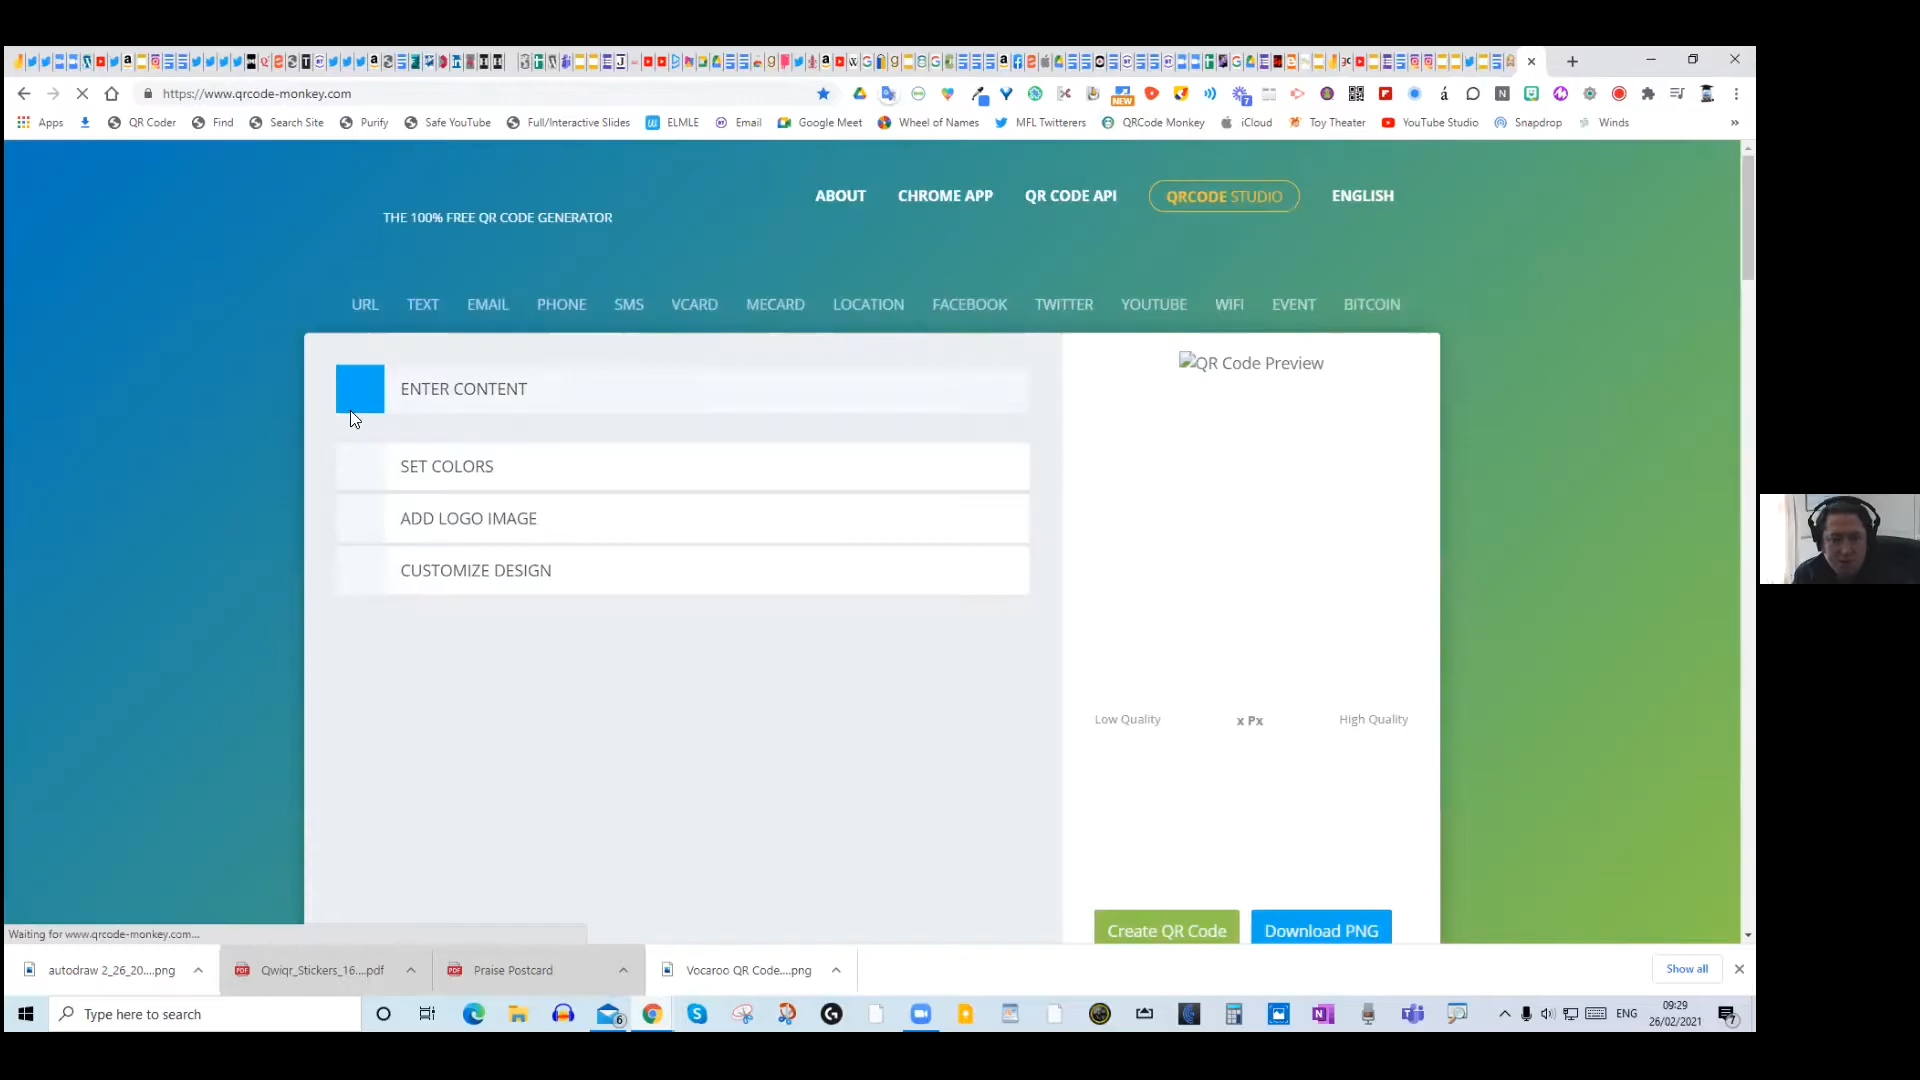 https://www.qrcode-monkey.com
NEW
7
Apps
QR Coder
Find
Search Site
Purify
Safe YouTube
Full/Interactive Slides
ELMLE
Email
Google Meet
Wheel of Names
MFL Twitterers
QRCode Monkey
iCloud
Toy Theater
YouTube Studio
Snapdrop
Winds
»
ABOUT
CHROME APP
QR CODE API
QRCODE STUDIO
ENGLISH
THE 100% FREE QR CODE GENERATOR
URL
TEXT
EMAIL
PHONE
SMS
VCARD
MECARD
LOCATION
FACEBOOK
TWITTER
YOUTUBE
WIFI
EVENT
BITCOIN
ENTER CONTENT
QR Code Preview
SET COLORS
ADD LOGO IMAGE
CUSTOMIZE DESIGN
Low Quality
x Px
High Quality
Create QR Code
Download PNG
Waiting for www.qrcode-monkey.com...
autodraw 2_26_20....png
Qwiqr_Stickers_16....pdf
Praise Postcard
Vocaroo QR Code....png
Show all
Type here to search
6
ENG
09:29
26/02/2021
7